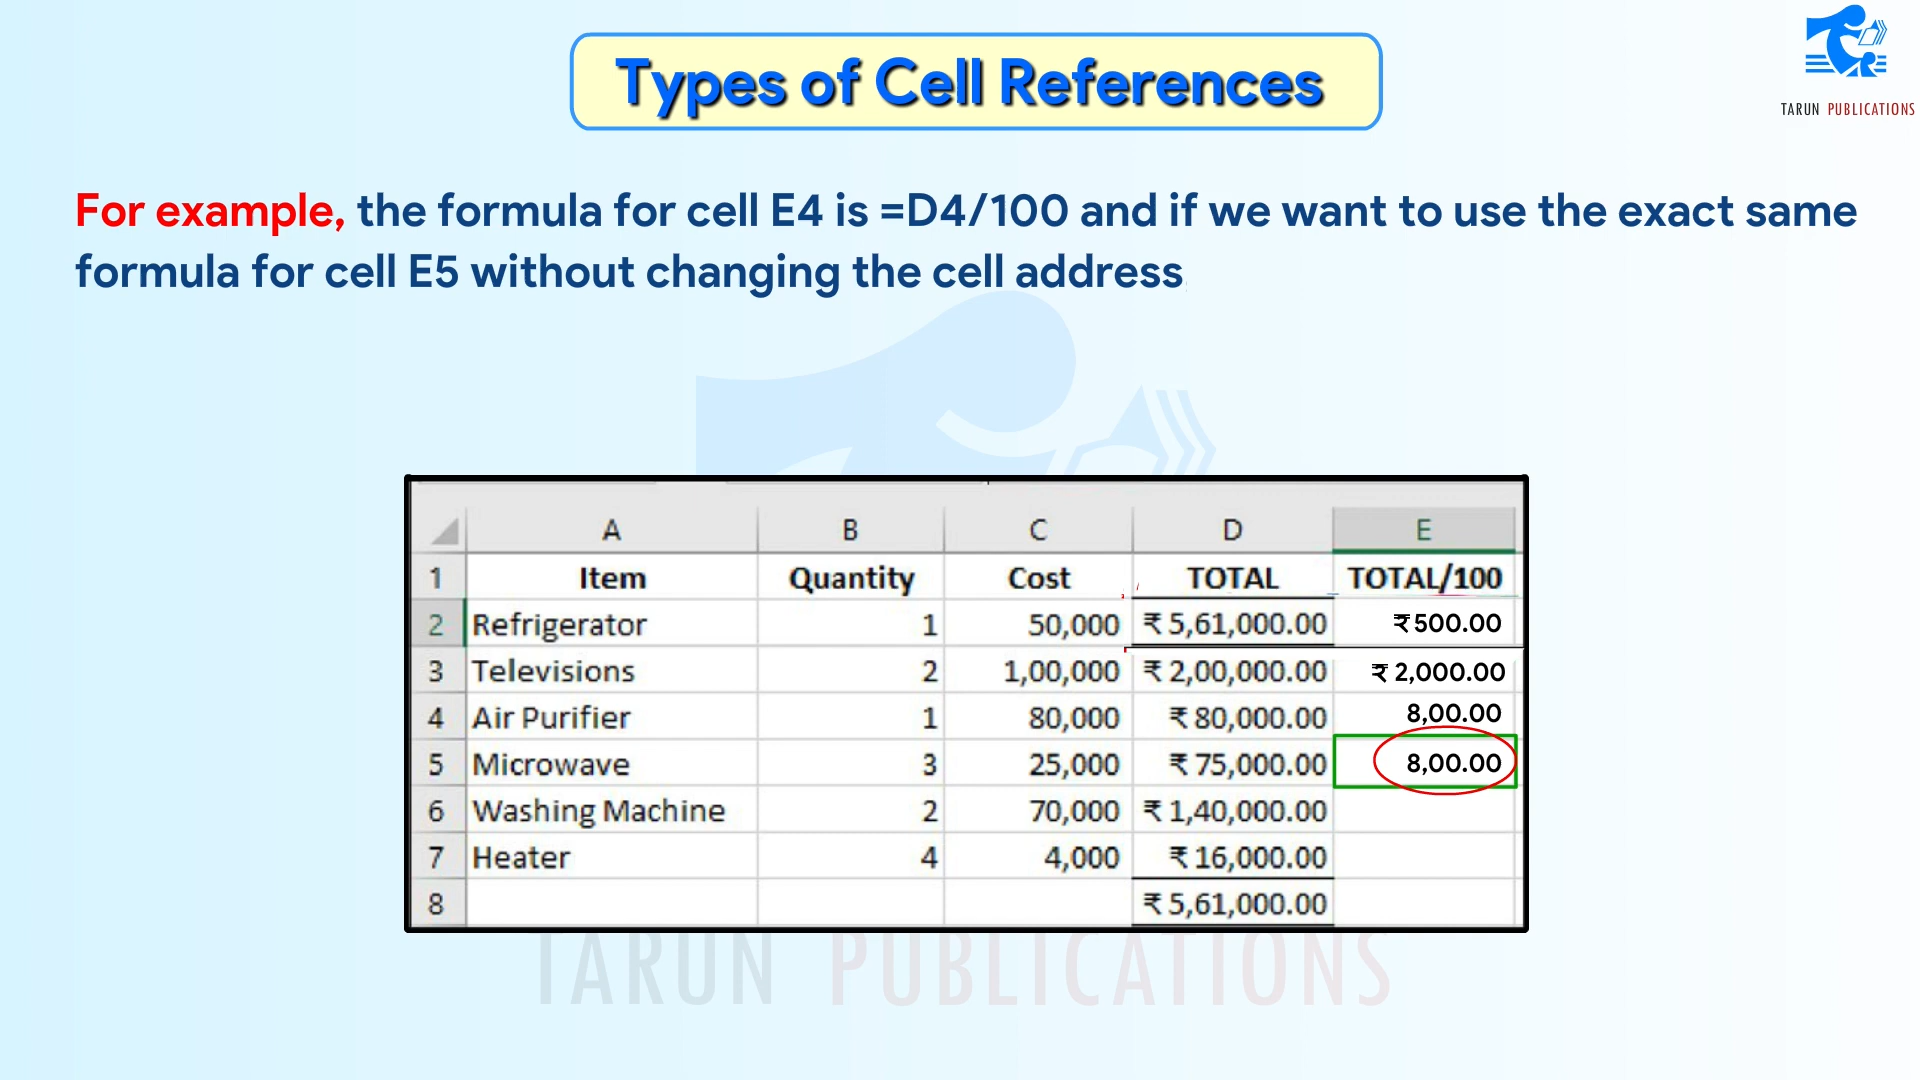 Types of Cell References
TARUN PUBLICATIONS
For example, the formula for cell E4 is =D4/100 and if we want to use the exact same
formula for cell E5 without changing the cell address
A B C D E
1 Item Quantity Cost TOTAL TOTAL/100
2 Refrigerator 1 50,000 ₹ 5,61,000.00 ₹500.00
3 Televisions 2 1,00,000 ₹ 2,00,000.00 ₹ 2,000.00
4 Air Purifier 1 80,000 ₹ 80,000.00 8,00.00
5 Microwave 3 25,000 ₹ 75,000.00 8,00.00
6 Washing Machine 2 70,000 ₹ 1,40,000.00
7 Heater 4 4,000 ₹ 16,000.00
8 ₹ 5,61,000.00
TARUN PUBLICATIONS